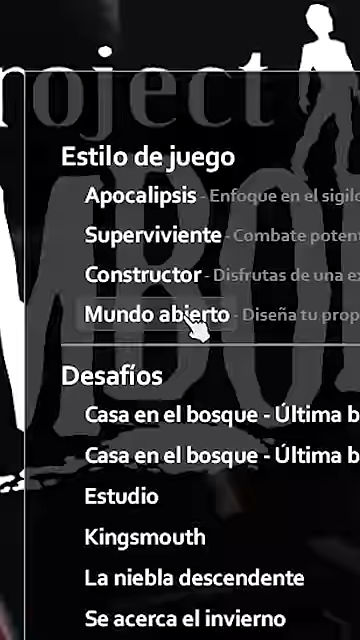 roject
Estilo de juego
Apocalipsis - Enfoque en el sigilo
Superviviente - Combate poten
Constructor - Disfrutas de una ex
Mundo abierto - Diseña tu prop
Desafíos
Casa en el bosque - Última b
Casa en el bosque - Última b
Estudio
Kingsmouth
La niebla descendente
Se acerca el invierno